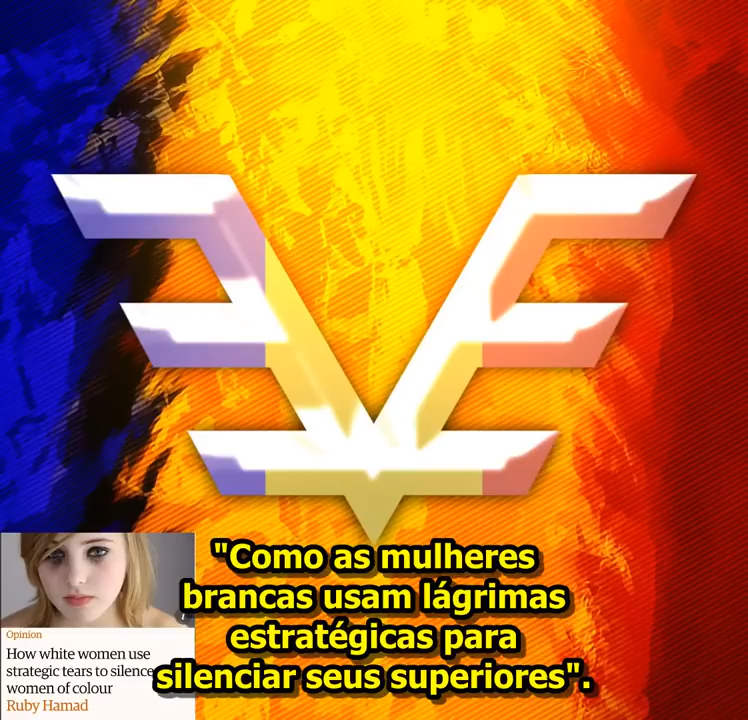 "Como as mulheres
brancas usam lágrimas
estratégicas para
silenciar seus superiores".
Opinion
How white women use
strategic tears to silence
women of colour
Ruby Hamad